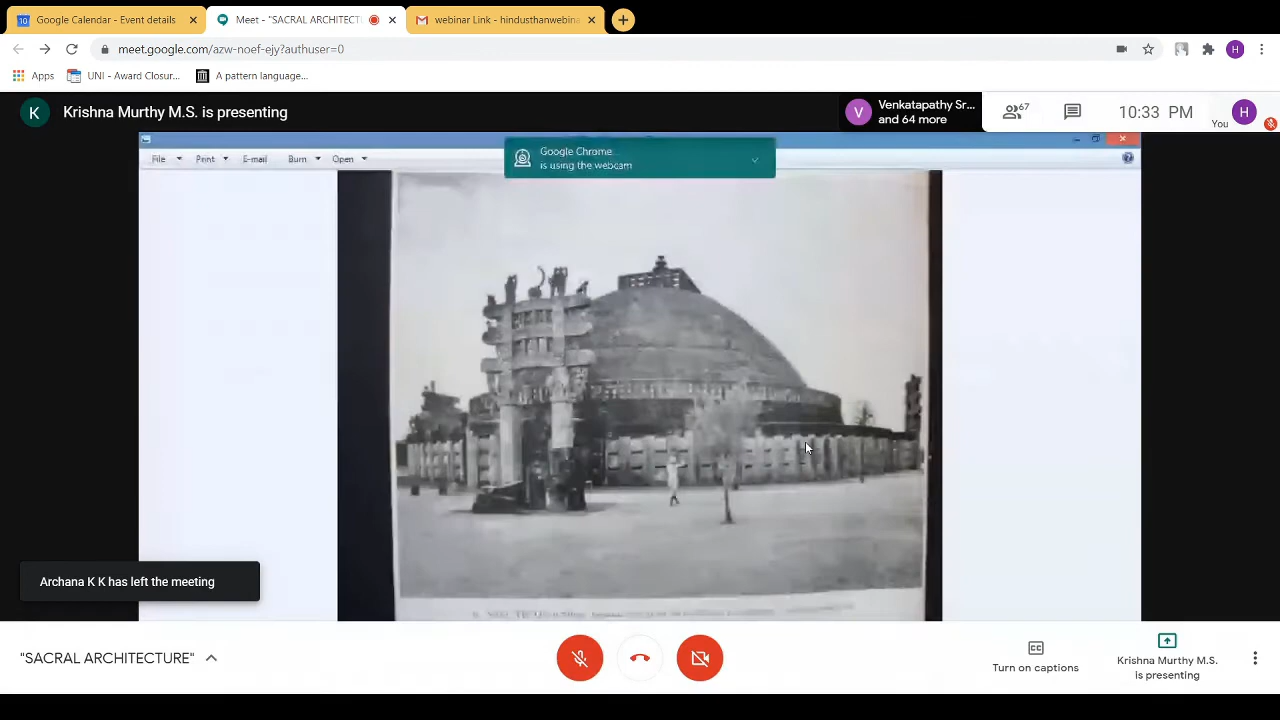 Google Calendar - Event details
Meet - "SACRAL ARCHITECT
webinar Link - hindusthanwebina
meet.google.com/azw-noef-ejy?authuser=0
Apps
UNI - Award Closur...
A pattern language...
H
K
Krishna Murthy M.S. is presenting
V
Venkatapathy Sr...
and 64 more
67
10:33 PM
You
H
File
Print
E-mail
Burn
Open
Google Chrome
is using the webcam
Archana K K has left the meeting
"SACRAL ARCHITECTURE"
CC
Turn on captions
Krishna Murthy M.S.
is presenting